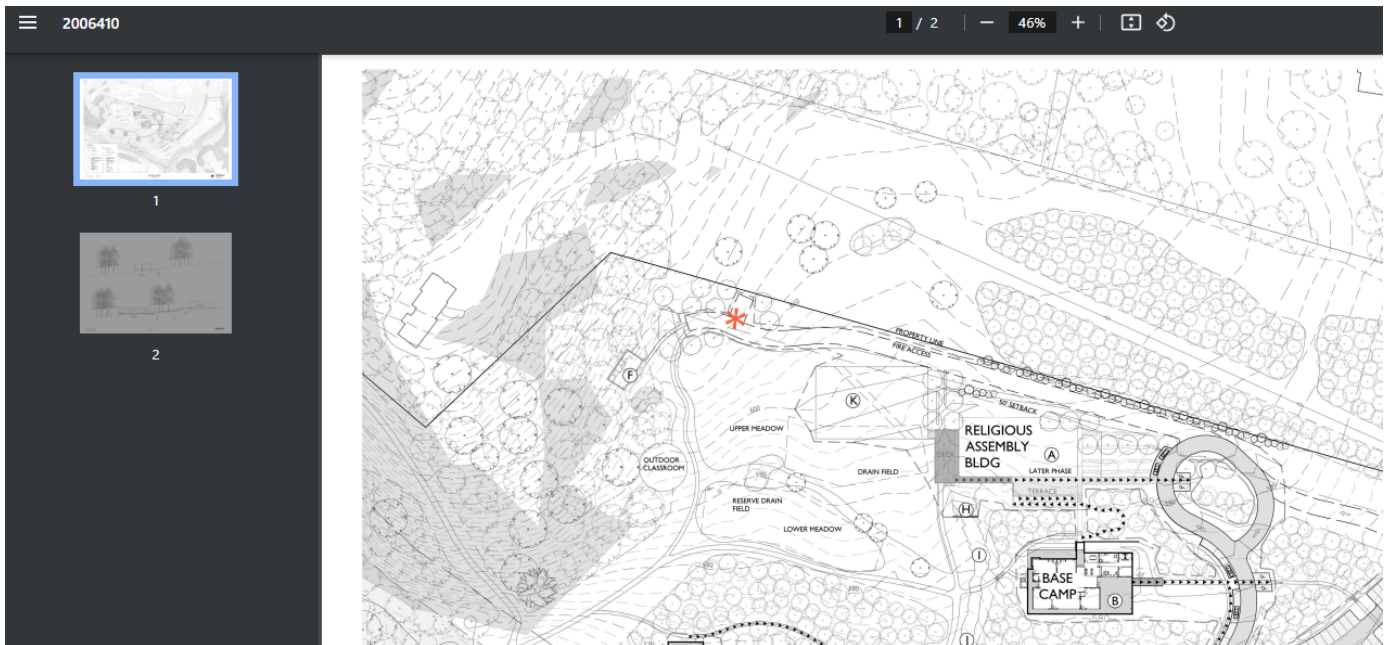 2006410
1 / 2
46%
1
2
PROPERTY LINE
FIRE ACCESS
F
K
50' SETBACK
800
UPPER MEADOW
RELIGIOUS
ASSEMBLY
BLDG
A
DECK
LATER PHASE
OUTDOOR
CLASSROOM
DRAIN FIELD
TERRACE
RESERVE DRAIN
FIELD
H
LOWER MEADOW
I
BASE
CAMP
B
I